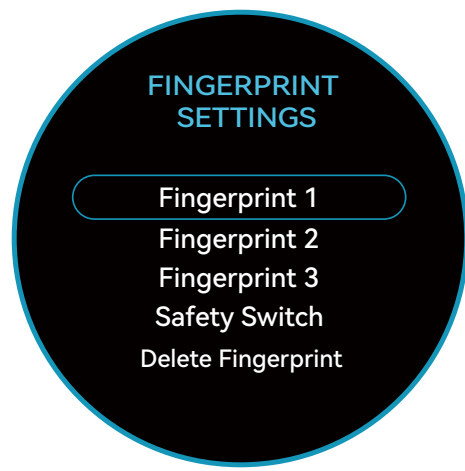 FINGERPRINT
SETTINGS
Fingerprint 1
Fingerprint 2
Fingerprint 3
Safety Switch
Delete Fingerprint